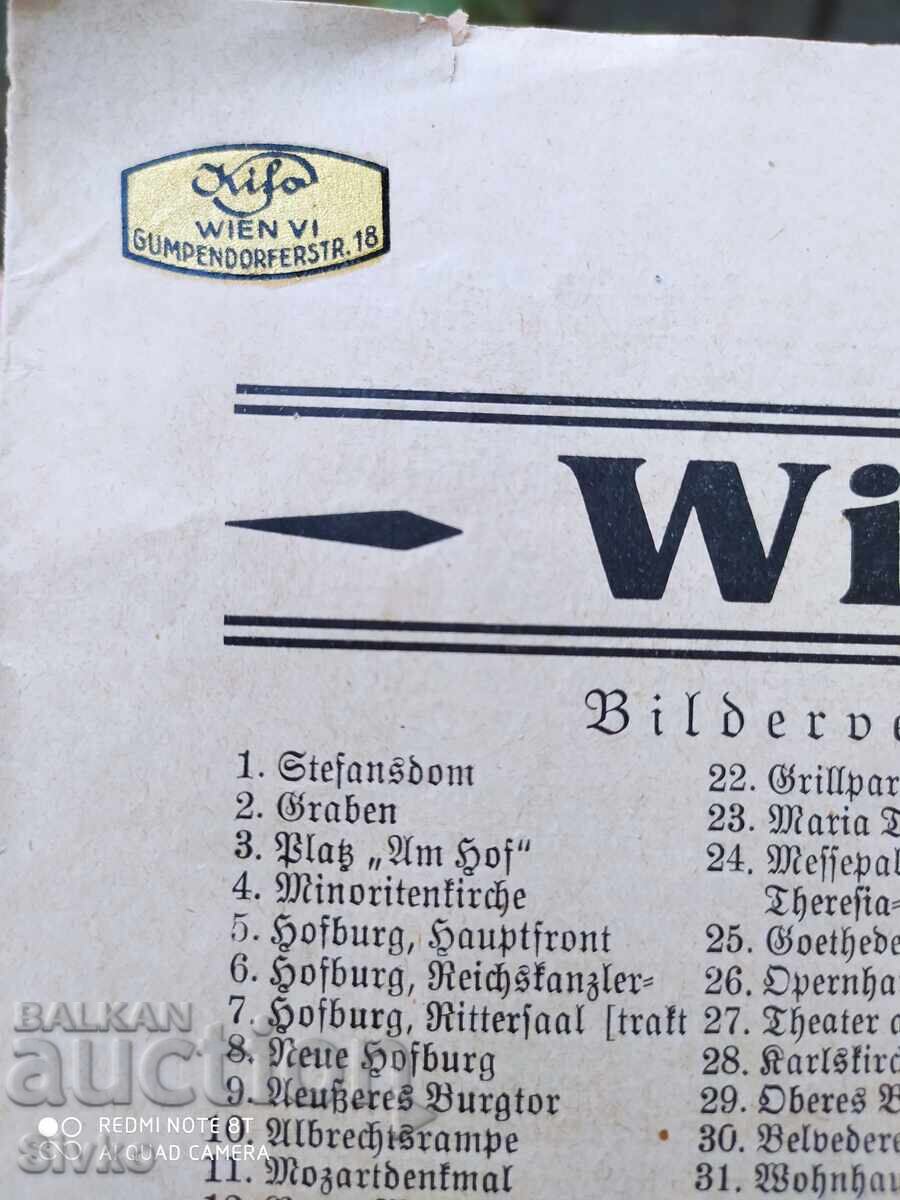 Kifo
WIEN VI
GUMPENDORFERSTR. 18
Wi
Bilderve
1. Stefansdom
2. Graben
3. Platz „Am Hof“
4. Minoritenkirche
5. Hofburg, Hauptfront
6. Hofburg, Reichskanzler=
7. Hofburg, Rittersaal [trakt
8. Neue Hofburg
9. Aeußeres Burgtor
10. Albrechtsrampe
11. Mozartdenkmal
22. Grillpar
23. Maria T
24. Messepal
Theresia=
25. Goethede
26. Opernha
27. Theater a
28. Karlskirc
29. Oberes B
30. Belvedere
31. Wohnhau
BALKAN
auction
sivko
REDMI NOTE 8T
AI QUAD CAMERA